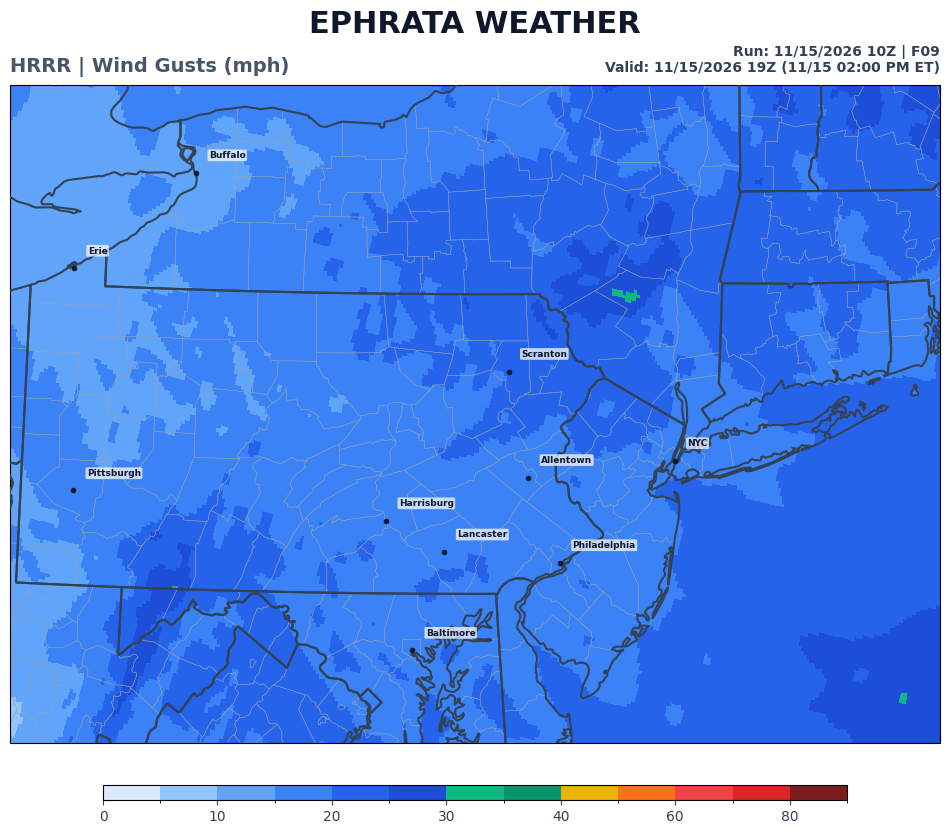 EPHRATA WEATHER
HRRR | Wind Gusts (mph)
Run: 11/15/2026 10Z | F09
Valid: 11/15/2026 19Z (11/15 02:00 PM ET)
Buffalo
Erie
Scranton
NYC
Pittsburgh
Allentown
Harrisburg
Lancaster
Philadelphia
Baltimore
0 10 20 30 40 50 60 70 80